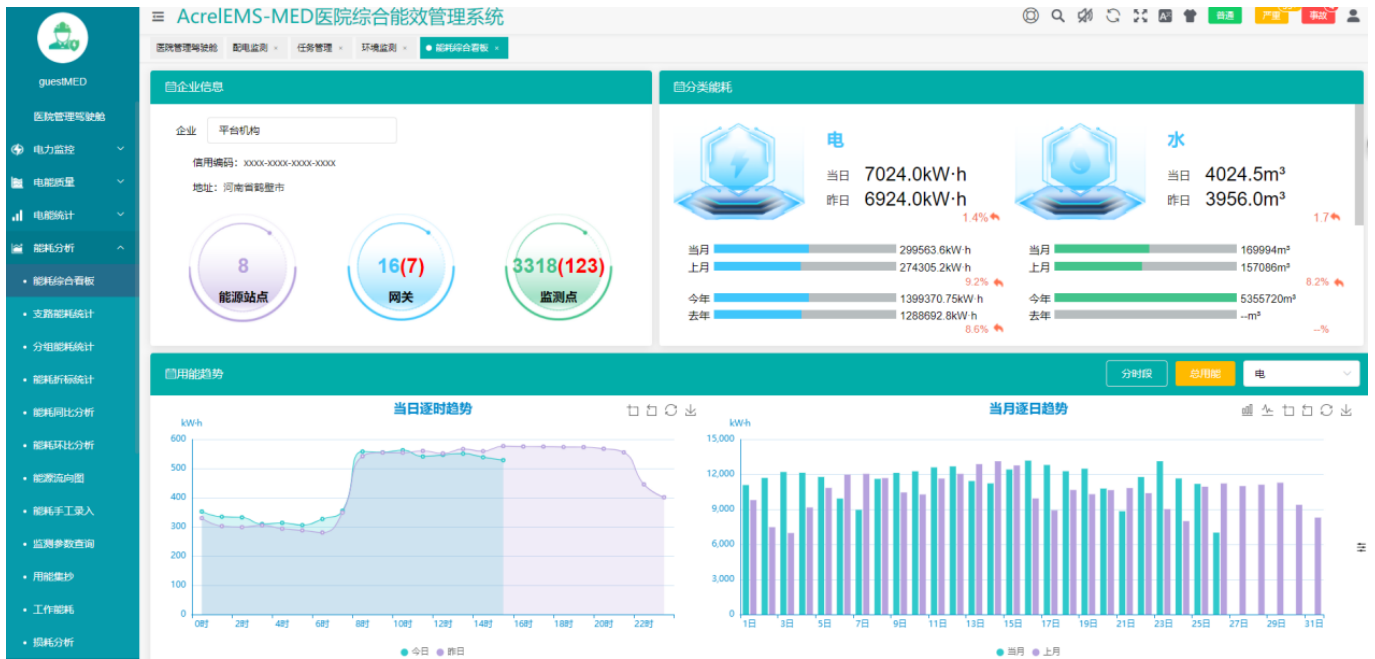 AcrelEMS-MED医院综合能效管理系统
普通
严重
事故
guestMED
医院管理驾驶舱 配电监测 × 任务管理 × 环境监测 × 能耗综合看板 ×
医院管理驾驶舱
电力监控
电能质量
电能统计
能耗分析
能耗综合看板
支路能耗统计
分组能耗统计
能耗折标统计
能耗同比分析
能耗环比分析
能源流向图
能耗手工录入
监测参数查询
用能集抄
工作能耗
损耗分析
企业信息
企业 平台机构
信用编码：xxxx-xxxx-xxxx-xxxx
地址：河南省鹤壁市
8
能源站点
16(7)
网关
3318(123)
监测点
分类能耗
电
当日 7024.0kW·h
昨日 6924.0kW·h
1.4%
当月 299563.6kW·h
上月 274305.2kW·h
9.2%
今年 1399370.75kW·h
去年 1288692.8kW·h
8.6%
水
当日 4024.5m³
昨日 3956.0m³
1.7
当月 169994m³
上月 157086m³
8.2%
今年 5355720m³
去年 --m³
--%
用能趋势
分时段 总用能 电
当日逐时趋势
kW·h
600
500
400
300
200
100
0
0时 2时 4时 6时 8时 10时 12时 14时 16时 18时 20时 22时
今日 昨日
当月逐日趋势
kW·h
15,000
12,000
9,000
6,000
3,000
0
1日 3日 5日 7日 9日 11日 13日 15日 17日 19日 21日 23日 25日 27日 29日 31日
当月 上月